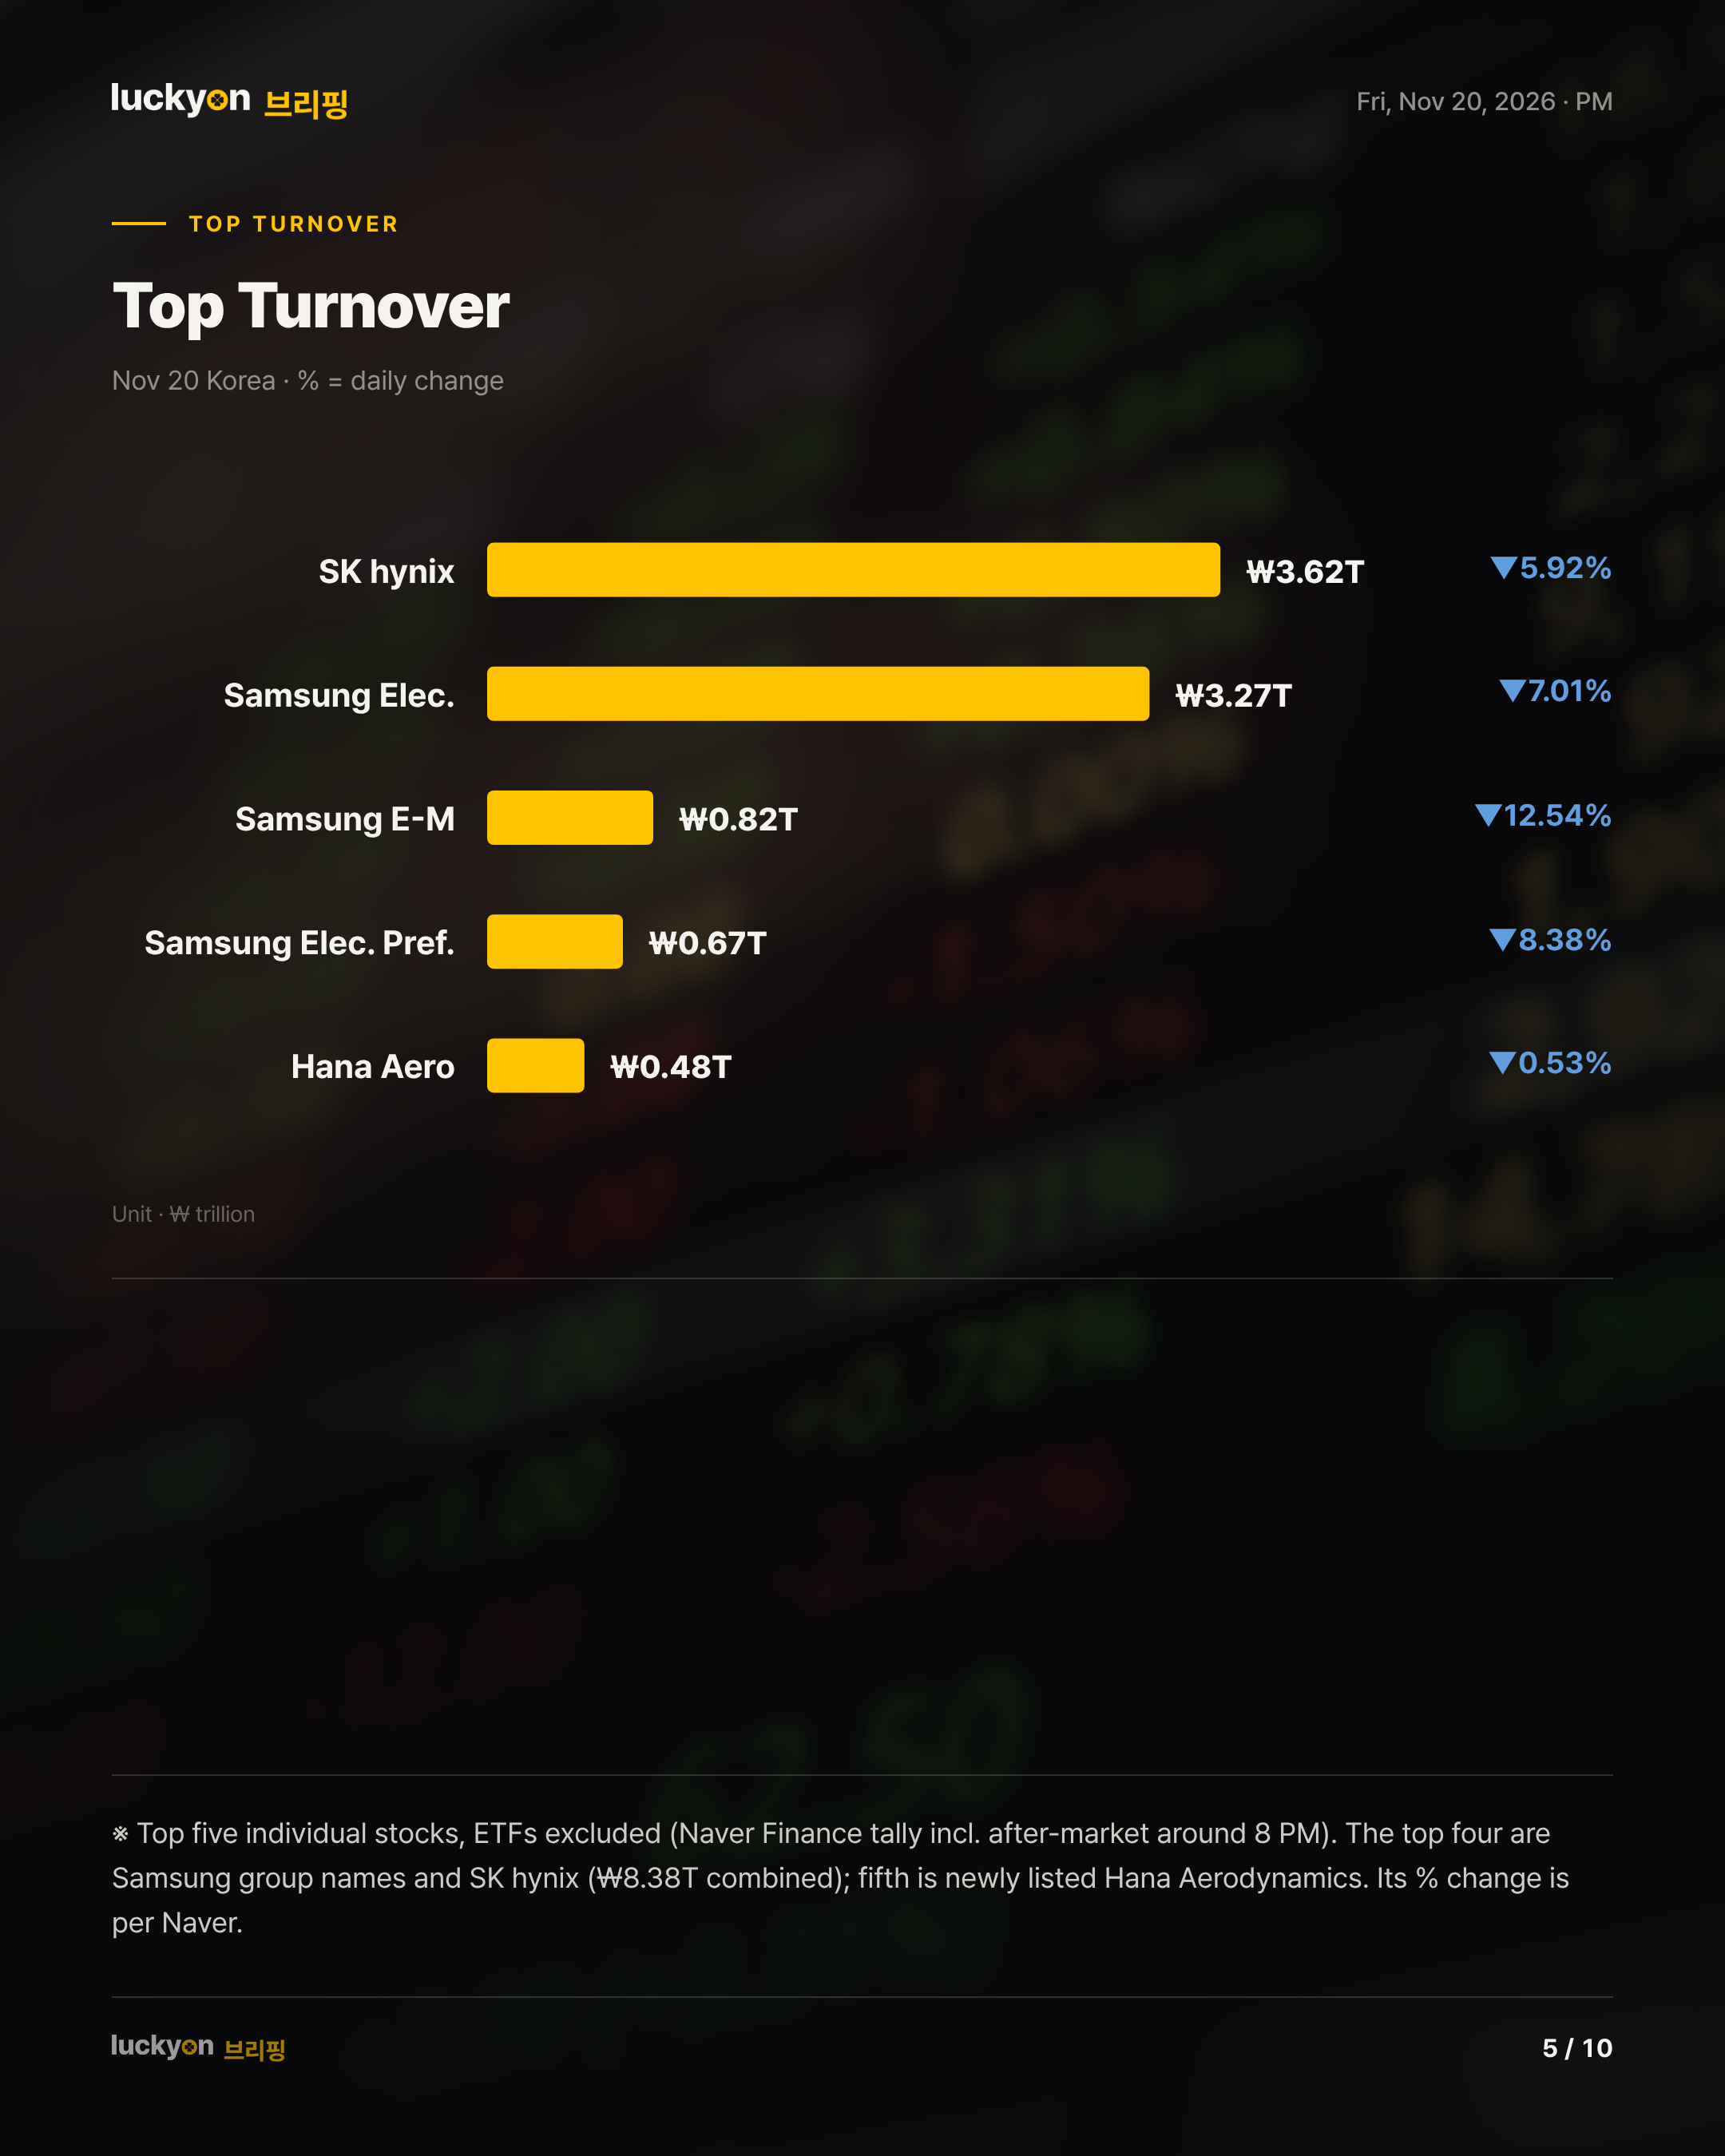 luckyon 브리핑
Fri, Nov 20, 2026 · PM
TOP TURNOVER
Top Turnover
Nov 20 Korea · % = daily change
SK hynix ₩3.62T ▼5.92%
Samsung Elec. ₩3.27T ▼7.01%
Samsung E-M ₩0.82T ▼12.54%
Samsung Elec. Pref. ₩0.67T ▼8.38%
Hana Aero ₩0.48T ▼0.53%
Unit · ₩ trillion
※ Top five individual stocks, ETFs excluded (Naver Finance tally incl. after-market around 8 PM). The top four are
Samsung group names and SK hynix (₩8.38T combined); fifth is newly listed Hana Aerodynamics. Its % change is
per Naver.
luckyon 브리핑
5 / 10